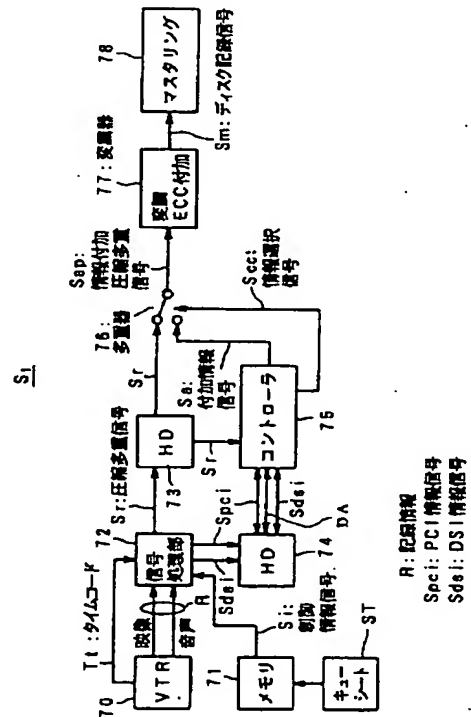 S1
70
VTR
Tt:タイムコード
映像
音声
R
72
信号
処理部
Sr:圧縮多重信号
HD
73
Sr
Sr
76:
多重器
Sap:
情報付加
圧縮多重
信号
77:変調器
変調
ECC付加
Sm:ディスク記録信号
78
マスタリング
Sa:
付加情報
信号
Scc:
情報選択
信号
コントローラ
75
Spci
Sdsi
HD
74
Sdsi
DA
Si:
制御
情報信号
71
メモリ
キュー
シート
ST
R:記録情報
Spci:PCI情報信号
Sdsi:DSI情報信号